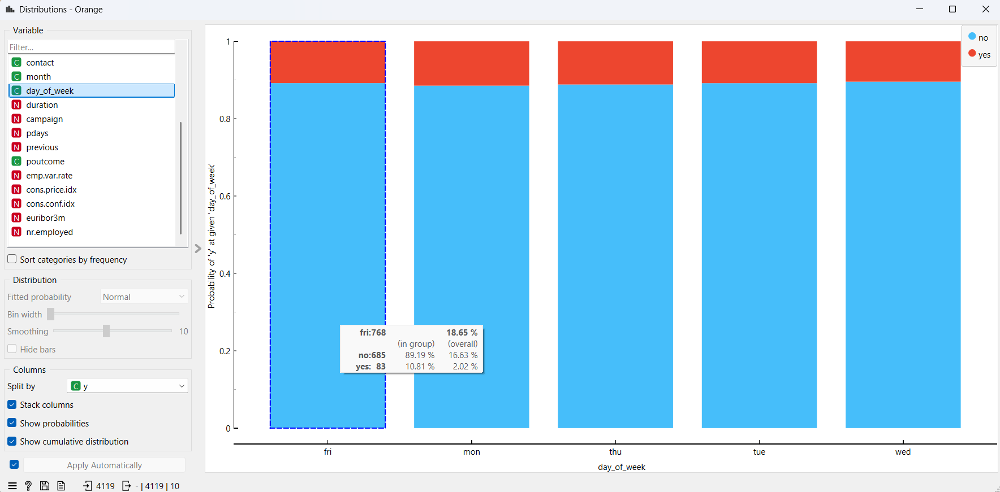 Distributions - Orange
Variable
Filter...
C contact
C month
C day_of_week
N duration
N campaign
N pdays
N previous
C poutcome
N emp.var.rate
N cons.price.idx
N cons.conf.idx
N euribor3m
N nr.employed
Sort categories by frequency
Distribution
Fitted probability Normal
Bin width
Smoothing 10
Hide bars
Columns
Split by C y
Stack columns
Show probabilities
Show cumulative distribution
Apply Automatically
? 4119 - | 4119 | 10
Probability of 'y' at given 'day_of_week'
1
0.8
0.6
0.4
0.2
0
no
yes
fri:768 18.65 %
(in group) (overall)
no:685 89.19 % 16.63 %
yes: 83 10.81 % 2.02 %
fri mon thu tue wed
day_of_week